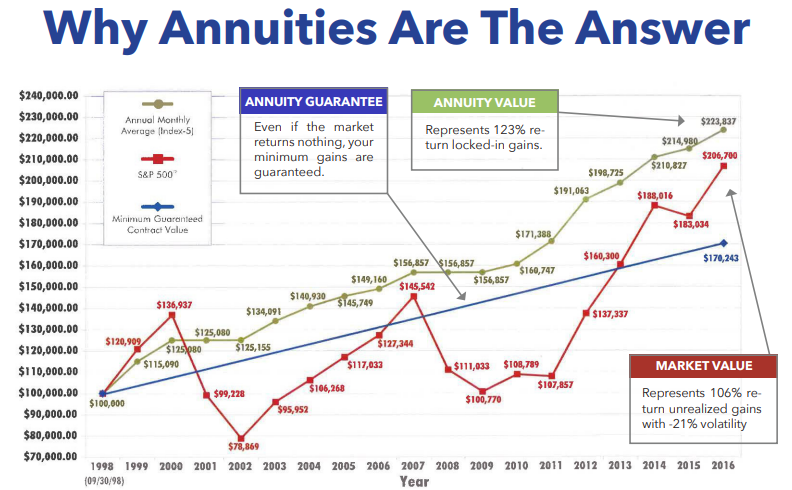 Why Annuities Are The Answer
$240,000.00
$230,000.00
$220,000.00
$210,000.00
$200,000.00
$190,000.00
$180,000.00
$170,000.00
$160,000.00
$150,000.00
$140,000.00
$130,000.00
$120,000.00
$110,000.00
$100,000.00
$90,000.00
$80,000.00
$70,000.00
Annual Monthly
Average (Index-5)
S&P 500®
Minimum Guaranteed
Contract Value
ANNUITY GUARANTEE
Even if the market
returns nothing, your
minimum gains are
guaranteed.
ANNUITY VALUE
Represents 123% re-
turn locked-in gains.
MARKET VALUE
Represents 106% re-
turn unrealized gains
with -21% volatility
$100,000
$115,090
$125,080
$125,080
$125,155
$134,091
$140,930
$145,749
$149,160
$156,857
$156,857
$156,857
$160,747
$171,388
$191,063
$198,725
$210,827
$214,980
$223,837
$120,909
$136,937
$99,228
$78,869
$95,952
$106,268
$117,033
$127,344
$145,542
$111,033
$100,770
$108,789
$107,857
$137,337
$160,300
$188,016
$183,034
$206,700
$170,243
1998 1999 2000 2001 2002 2003 2004 2005 2006 2007 2008 2009 2010 2011 2012 2013 2014 2015 2016
(09/30/98)
Year